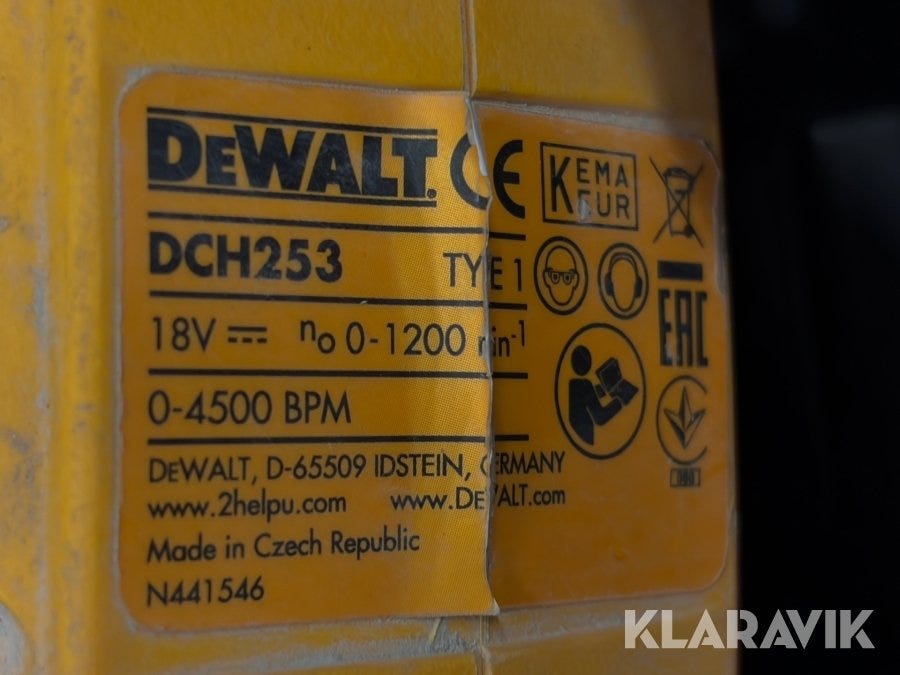 DEWALT. CE KEMA EUR
DCH253 TYPE 1
18V n₀ 0-1200 min⁻¹
0-4500 BPM
EAC
DEWALT, D-65509 IDSTEIN, GERMANY
www.2helpu.com www.DEWALT.com
Made in Czech Republic
N441546
KLARAVIK